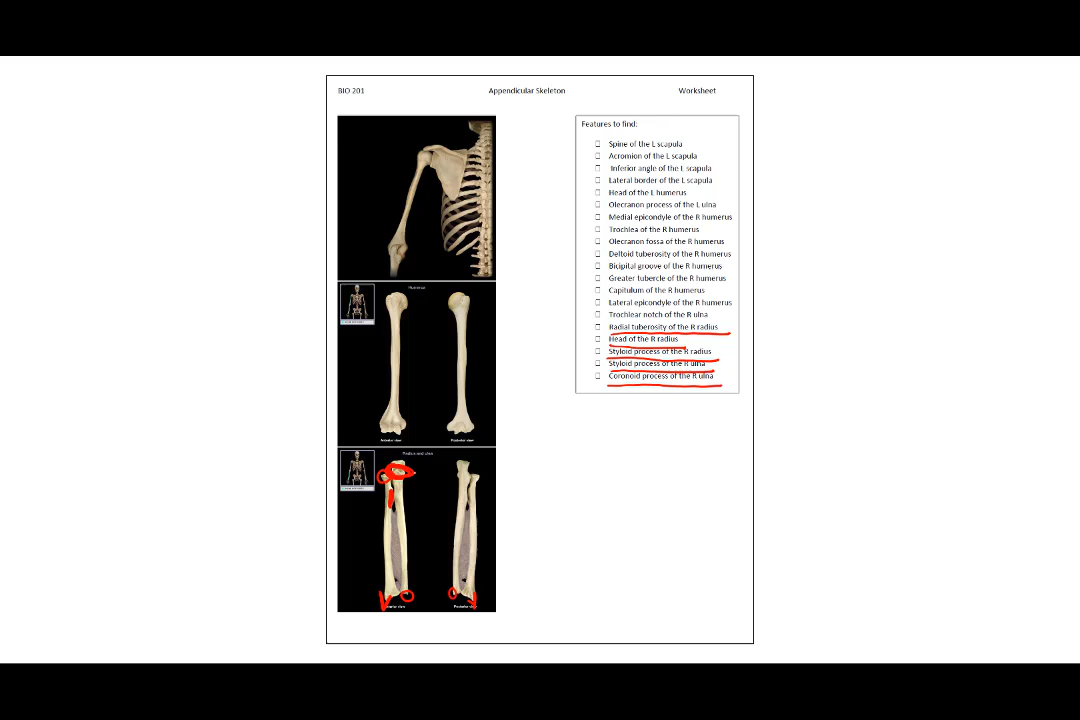 BIO 201 Appendicular Skeleton Worksheet
Features to find:
Spine of the L scapula
Acromion of the L scapula
Inferior angle of the L scapula
Lateral border of the L scapula
Head of the L humerus
Olecranon process of the L ulna
Medial epicondyle of the R humerus
Trochlea of the R humerus
Olecranon fossa of the R humerus
Deltoid tuberosity of the R humerus
Bicipital groove of the R humerus
Greater tubercle of the R humerus
Capitulum of the R humerus
Lateral epicondyle of the R humerus
Trochlear notch of the R ulna
Radial tuberosity of the R radius
Head of the R radius
Styloid process of the R radius
Styloid process of the R ulna
Coronoid process of the R ulna
Humerus
Anterior view Posterior view
Radius and ulna
view Posterior view